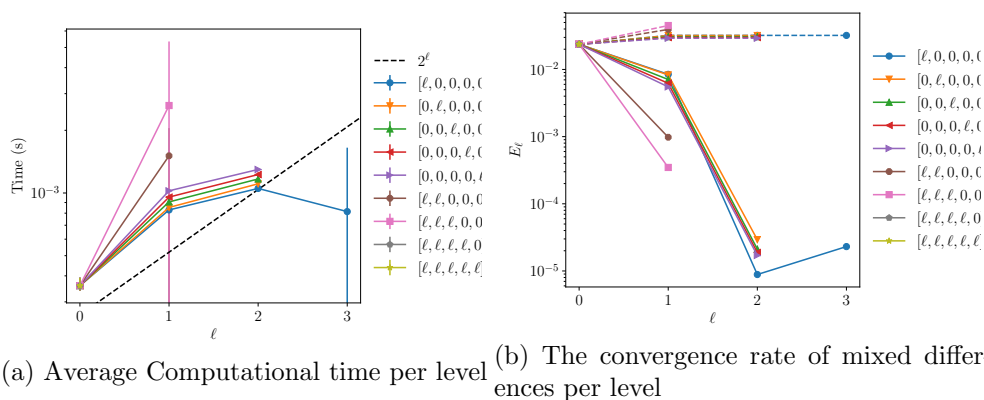 Time (s)
10⁻³
0 1 2 3
ℓ
2^ℓ
[ℓ, 0, 0, 0, 0
[0, ℓ, 0, 0, 0
[0, 0, ℓ, 0, 0
[0, 0, 0, ℓ, 0
[0, 0, 0, 0, ℓ
[ℓ, ℓ, 0, 0, 0
[ℓ, ℓ, ℓ, 0, 0
[ℓ, ℓ, ℓ, ℓ, 0
[ℓ, ℓ, ℓ, ℓ, ℓ]
(a) Average Computational time per level
E_ℓ
10⁻²
10⁻³
10⁻⁴
10⁻⁵
0 1 2 3
ℓ
[ℓ, 0, 0, 0, 0
[0, ℓ, 0, 0, 0
[0, 0, ℓ, 0, 0
[0, 0, 0, ℓ, 0
[0, 0, 0, 0, ℓ
[ℓ, ℓ, 0, 0, 0
[ℓ, ℓ, ℓ, 0, 0
[ℓ, ℓ, ℓ, ℓ, 0
[ℓ, ℓ, ℓ, ℓ, ℓ]
(b) The convergence rate of mixed differ
ences per level